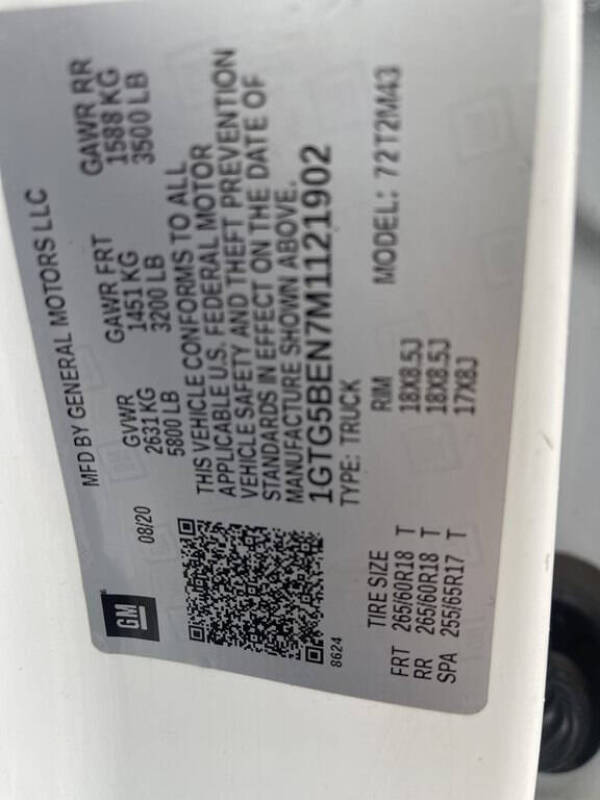 MFD BY GENERAL MOTORS LLC
GM
08/20
GVWR GAWR FRT GAWR RR
2631 KG 1451 KG 1588 KG
5800 LB 3200 LB 3500 LB
THIS VEHICLE CONFORMS TO ALL
APPLICABLE U.S. FEDERAL MOTOR
VEHICLE SAFETY AND THEFT PREVENTION
STANDARDS IN EFFECT ON THE DATE OF
MANUFACTURE SHOWN ABOVE.
1GTG5BEN7M1121902
8624
TYPE: TRUCK MODEL: 72T2M43
TIRE SIZE RIM
FRT 265/60R18 T 18X8.5J
RR 265/60R18 T 18X8.5J
SPA 255/65R17 T 17X8J